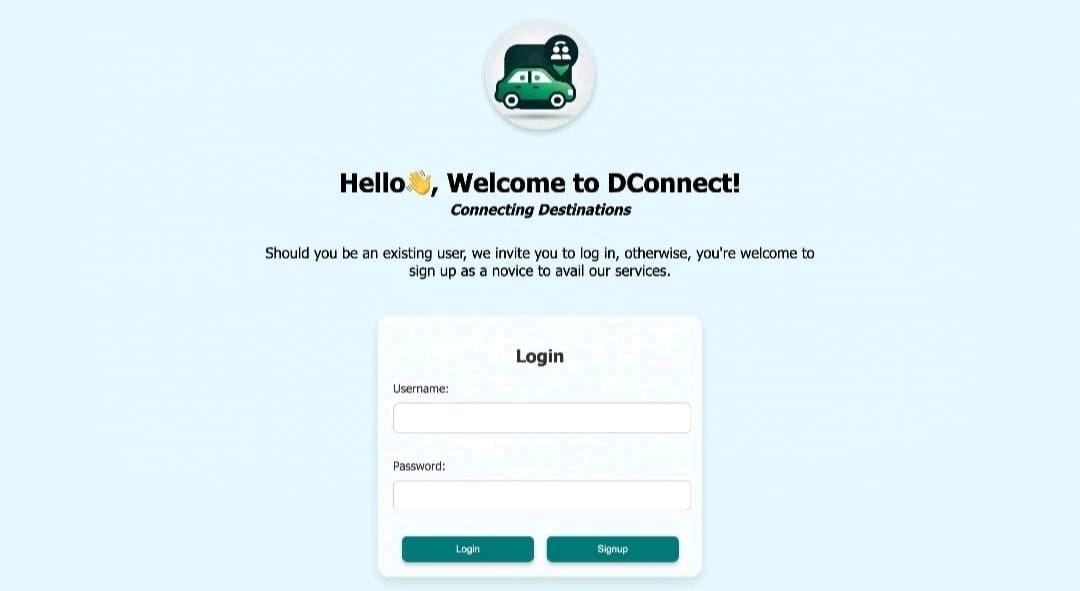 Hello👋, Welcome to DConnect!
Connecting Destinations
Should you be an existing user, we invite you to log in, otherwise, you're welcome to
sign up as a novice to avail our services.
Login
Username:
Password:
Login Signup